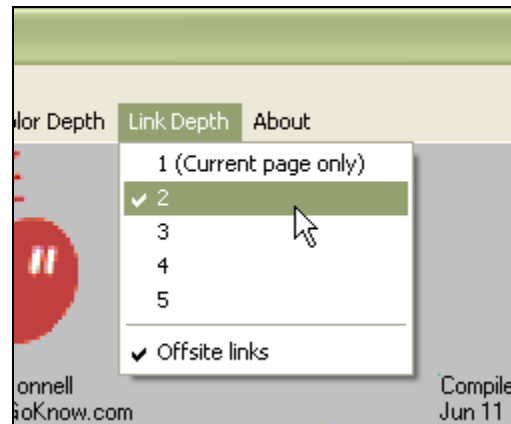 olor Depth Link Depth About
1 (Current page only)
2
3
4
5
Offsite links
onnell Compile
GoKnow.com Jun 11